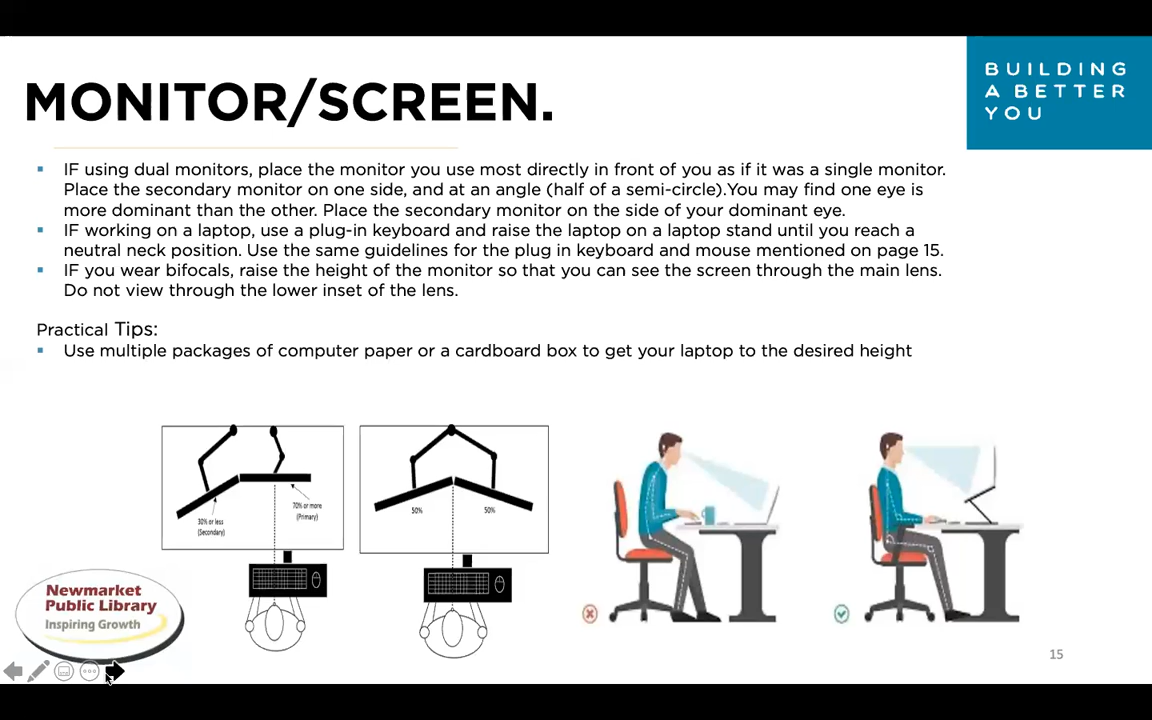 BUILDING
A BETTER
YOU
MONITOR/SCREEN.
IF using dual monitors, place the monitor you use most directly in front of you as if it was a single monitor.
Place the secondary monitor on one side, and at an angle (half of a semi-circle).You may find one eye is
more dominant than the other. Place the secondary monitor on the side of your dominant eye.
IF working on a laptop, use a plug-in keyboard and raise the laptop on a laptop stand until you reach a
neutral neck position. Use the same guidelines for the plug in keyboard and mouse mentioned on page 15.
IF you wear bifocals, raise the height of the monitor so that you can see the screen through the main lens.
Do not view through the lower inset of the lens.
Practical Tips:
Use multiple packages of computer paper or a cardboard box to get your laptop to the desired height
30% or less
(Secondary)
70% or more
(Primary)
50%
50%
Newmarket
Public Library
Inspiring Growth
15